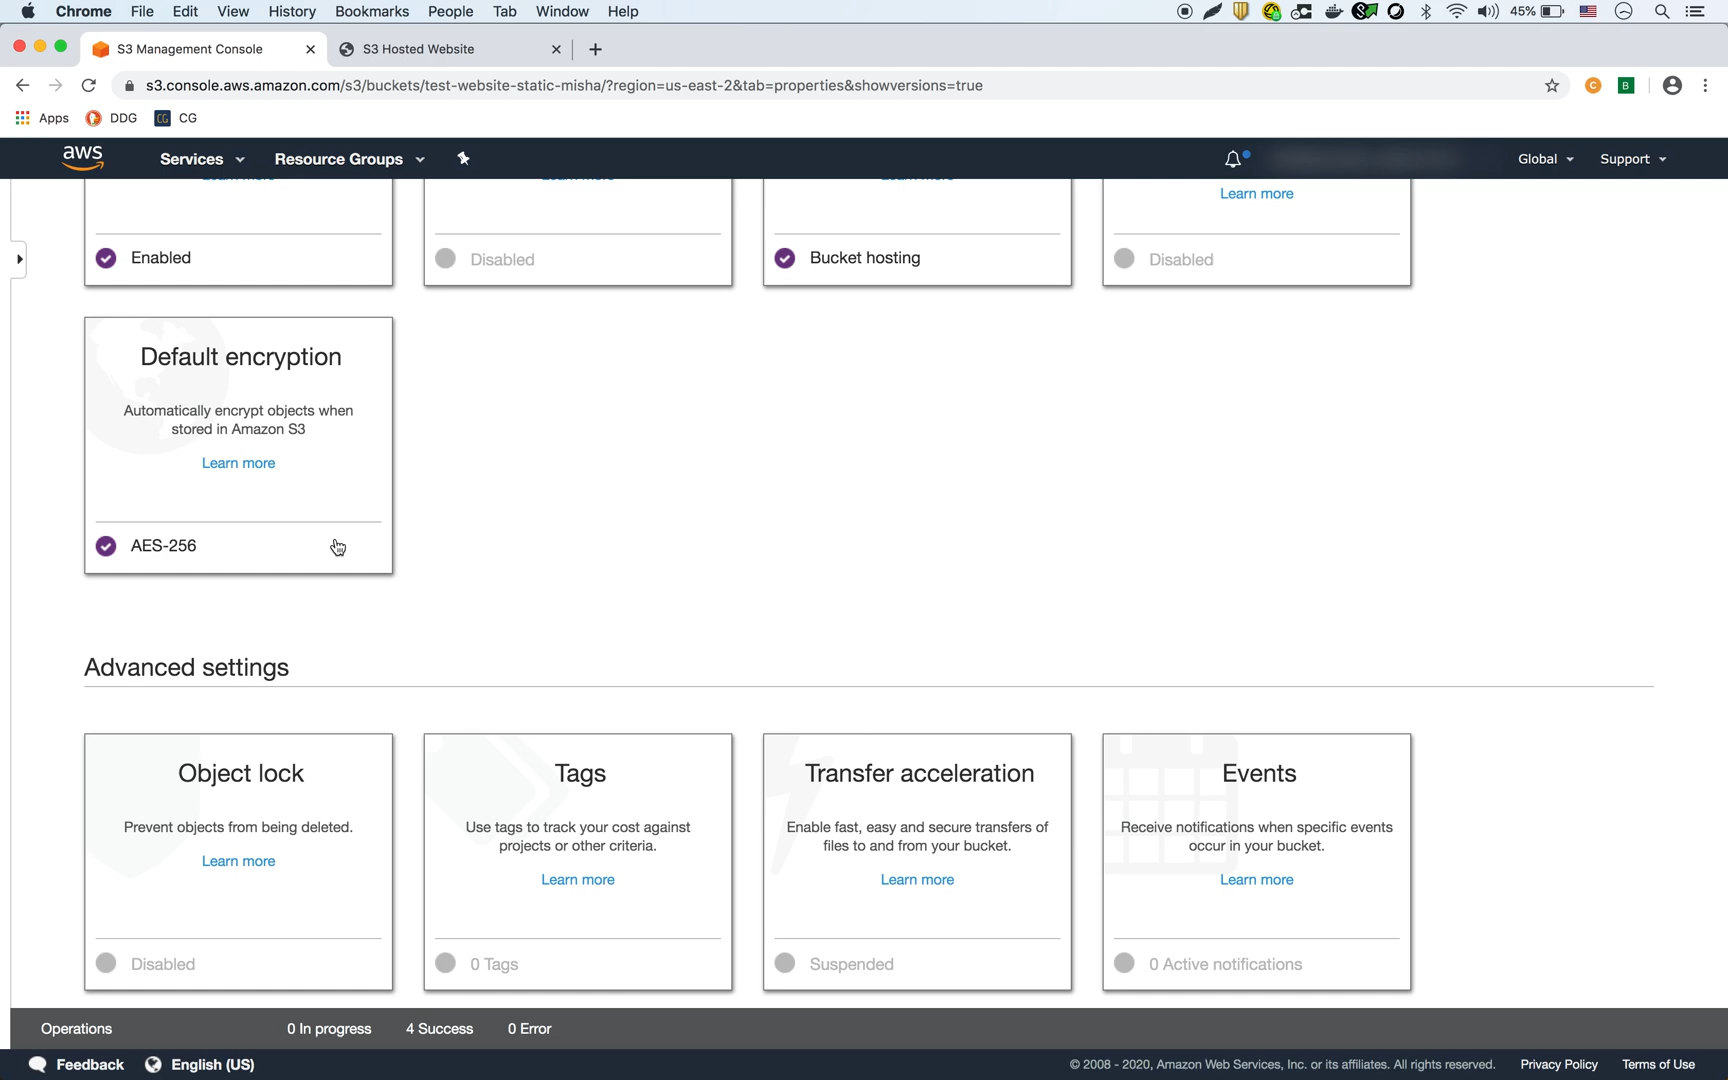 Chrome File Edit View History Bookmarks People Tab Window Help 45%
S3 Management Console S3 Hosted Website
s3.console.aws.amazon.com/s3/buckets/test-website-static-misha/?region=us-east-2&tab=properties&showversions=true
Apps DDG CG CG
aws Services Resource Groups Global Support
Learn more
Enabled Disabled Bucket hosting Disabled
Default encryption
Automatically encrypt objects when
stored in Amazon S3
Learn more
AES-256
Advanced settings
Object lock
Prevent objects from being deleted.
Learn more
Disabled
Tags
Use tags to track your cost against
projects or other criteria.
Learn more
0 Tags
Transfer acceleration
Enable fast, easy and secure transfers of
files to and from your bucket.
Learn more
Suspended
Events
Receive notifications when specific events
occur in your bucket.
Learn more
0 Active notifications
Operations 0 In progress 4 Success 0 Error
Feedback English (US) © 2008 - 2020, Amazon Web Services, Inc. or its affiliates. All rights reserved. Privacy Policy Terms of Use